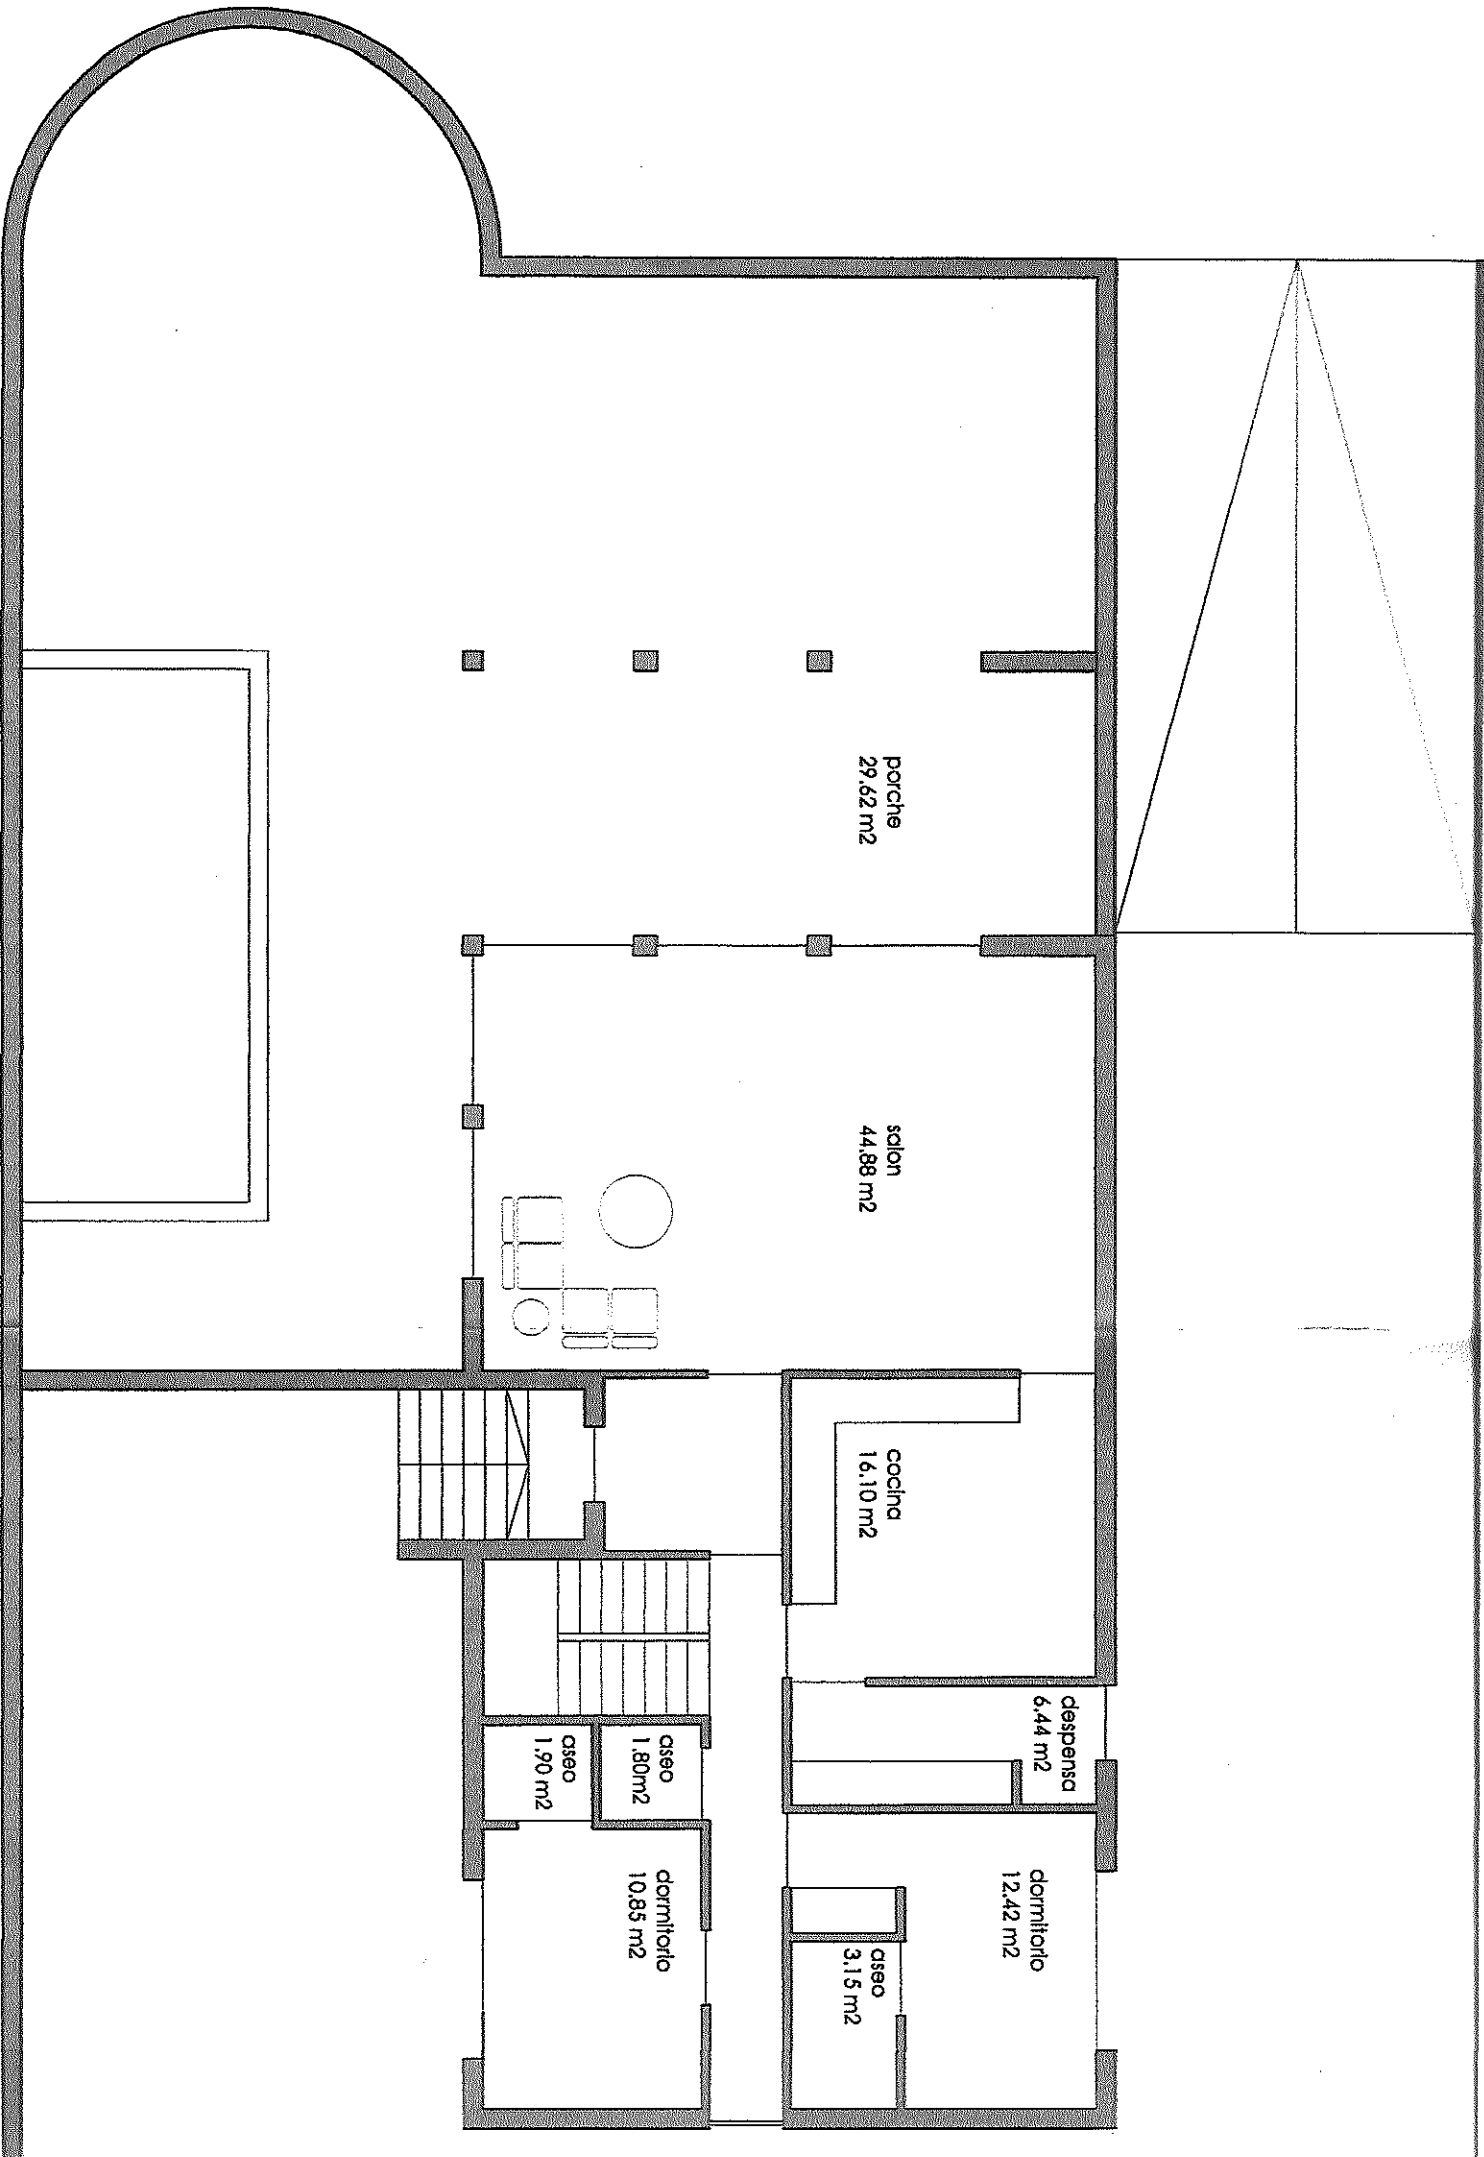 porche
29.62 m2
salon
44.88 m2
cocina
16.10 m2
despensa
6.44 m2
aseo
1.80m2
aseo
1.90 m2
dormitorio
12.42 m2
dormitorio
10.85 m2
aseo
3.15 m2